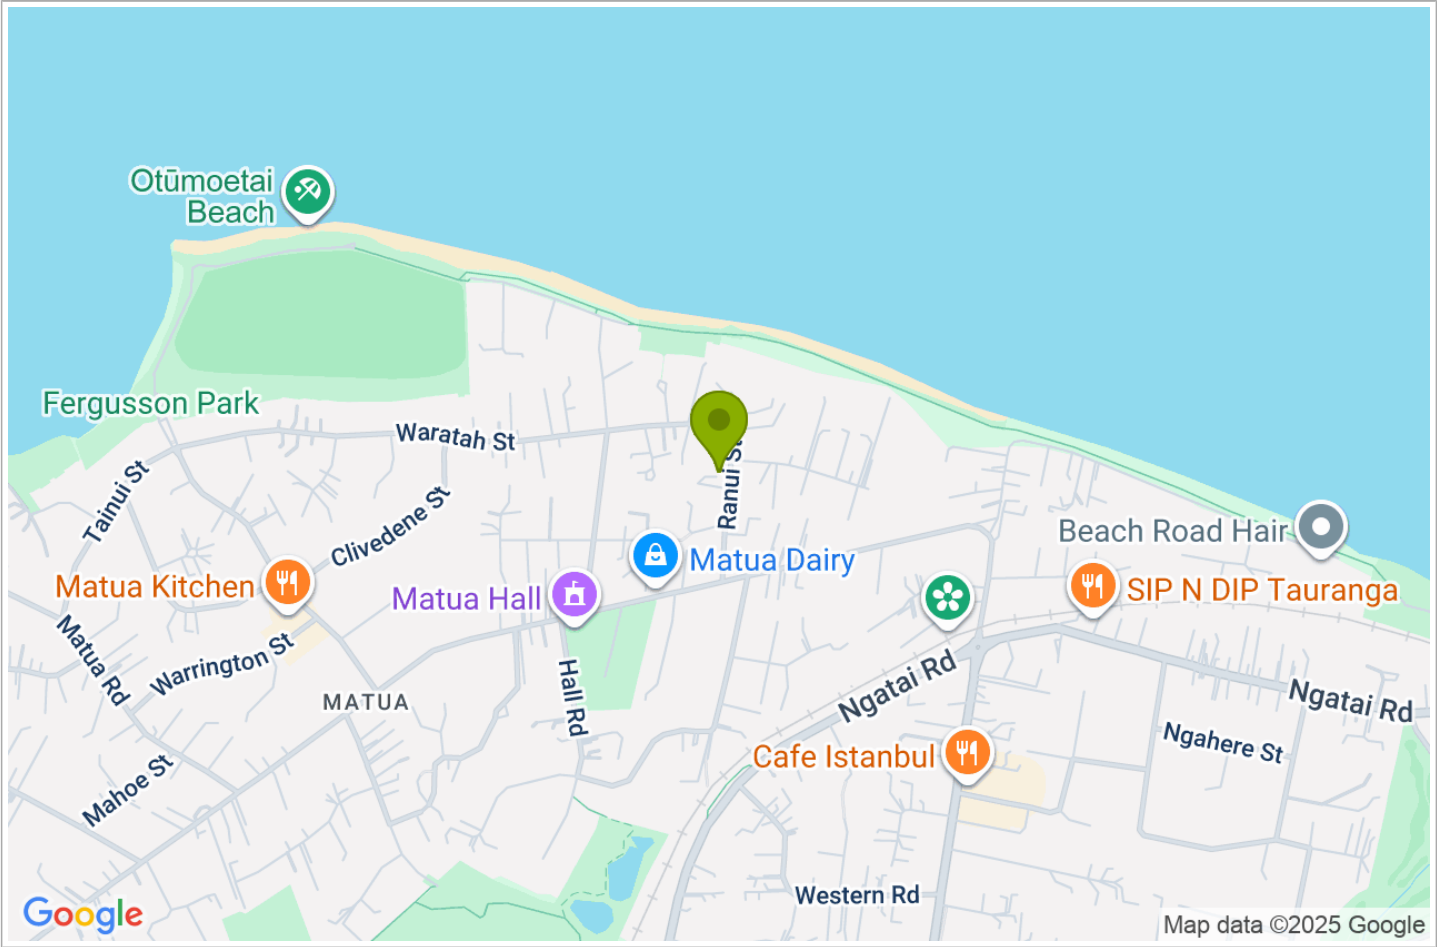 Otūmoetai
Beach
Fergusson Park
Waratah St
Ranui St
Tainui St
Clivedene St
Beach Road Hair
Matua Dairy
Matua Kitchen
Matua Hall
SIP N DIP Tauranga
Matua Rd
Warrington St
Hall Rd
Ngatai Rd
MATUA
Ngatai Rd
Ngahere St
Cafe Istanbul
Mahoe St
Western Rd
Google
Map data ©2025 Google